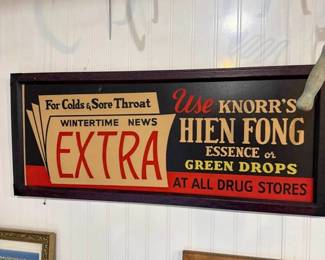 For Colds & Sore Throat
WINTERTIME NEWS
EXTRA
Use KNORR'S
HIEN FONG
ESSENCE or
GREEN DROPS
AT ALL DRUG STORES